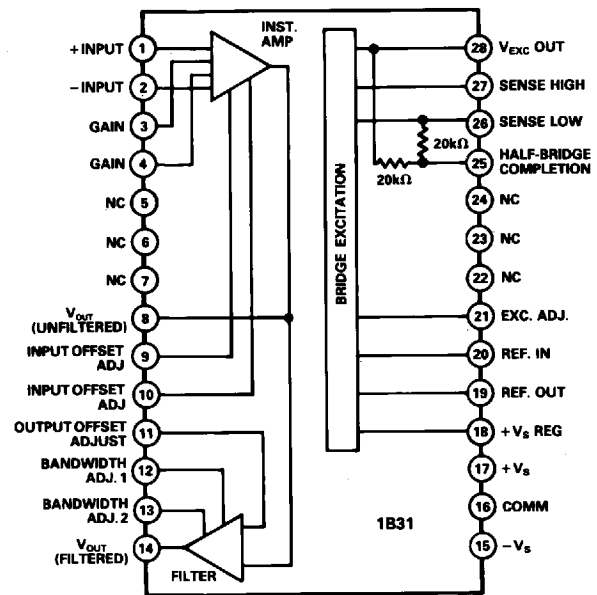 INST.
AMP
+ INPUT 1
− INPUT 2
GAIN 3
GAIN 4
NC 5
NC 6
NC 7
VOUT 8
(UNFILTERED)
INPUT OFFSET 9
ADJ
INPUT OFFSET 10
ADJ
OUTPUT OFFSET 11
ADJUST
BANDWIDTH 12
ADJ. 1
BANDWIDTH 13
ADJ. 2
VOUT 14
(FILTERED)
FILTER
BRIDGE EXCITATION
20kΩ
20kΩ
1B31
28 VEXC OUT
27 SENSE HIGH
26 SENSE LOW
25 HALF-BRIDGE
COMPLETION
24 NC
23 NC
22 NC
21 EXC. ADJ.
20 REF. IN
19 REF. OUT
18 + VS REG
17 + VS
16 COMM
15 − VS